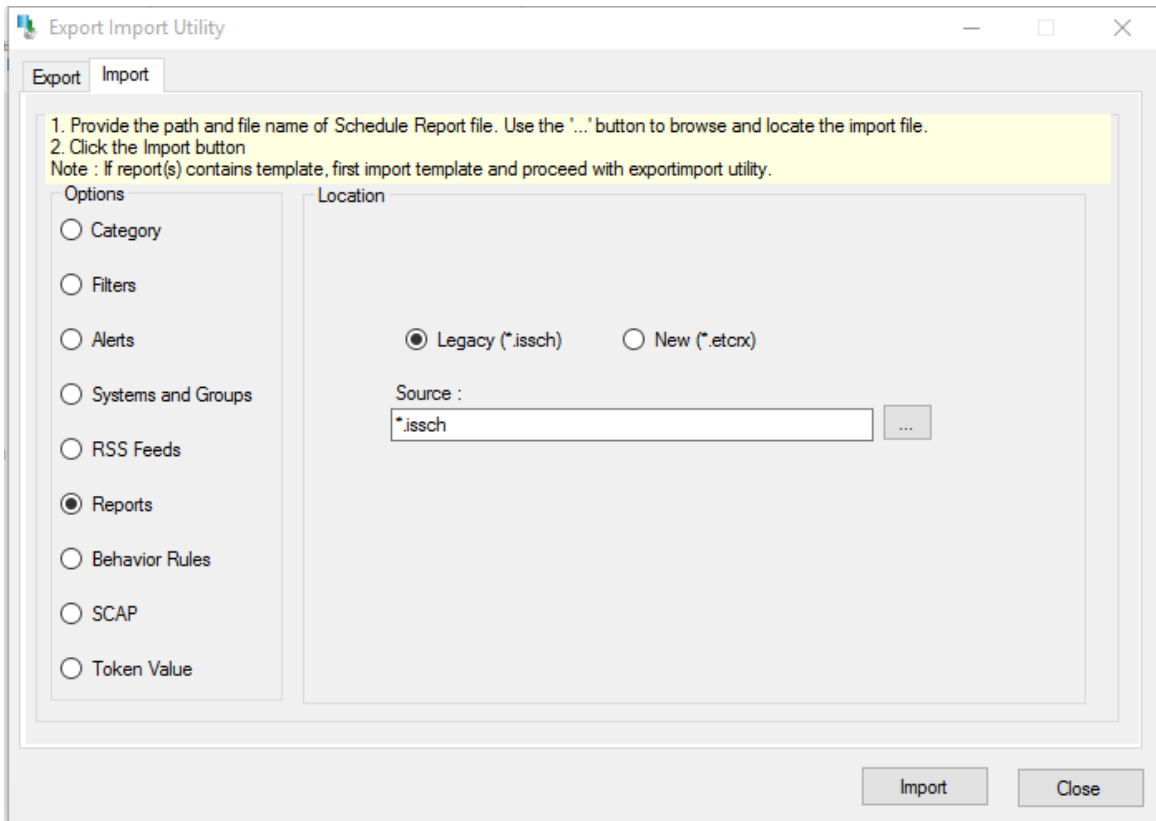 Export Import Utility
Export
Import
1. Provide the path and file name of Schedule Report file. Use the '...' button to browse and locate the import file.
2. Click the Import button
Note : If report(s) contains template, first import template and proceed with exportimport utility.
Options
Location
Category
Filters
Alerts
Legacy (*.issch)
New (*.etcrx)
Systems and Groups
Source :
*.issch
...
RSS Feeds
Reports
Behavior Rules
SCAP
Token Value
Import
Close